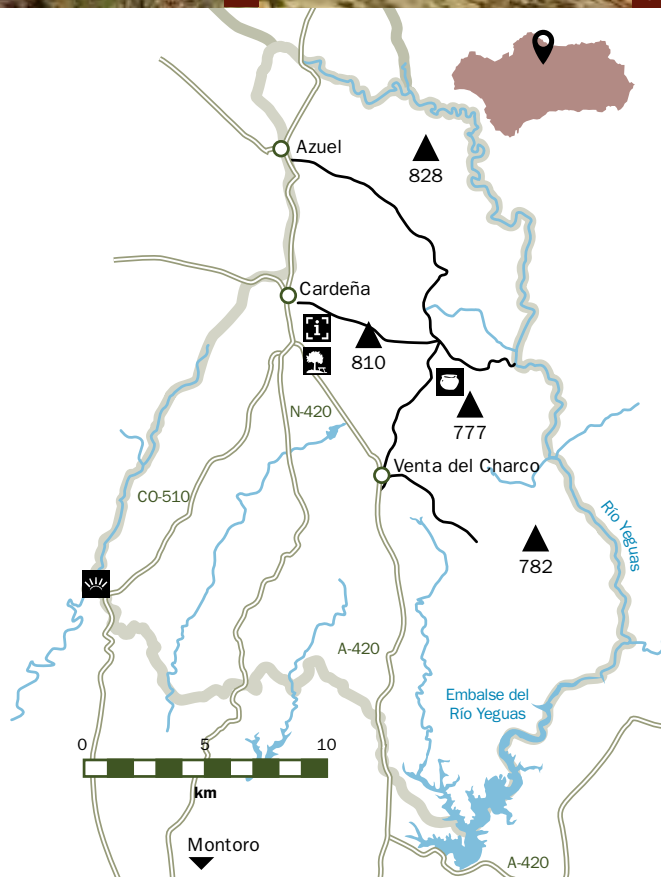 Azuel
828
Cardeña
i
810
777
N-420
Venta del Charco
CO-510
Río Yeguas
782
A-420
Embalse del
Río Yeguas
0 5 10
km
Montoro
A-420